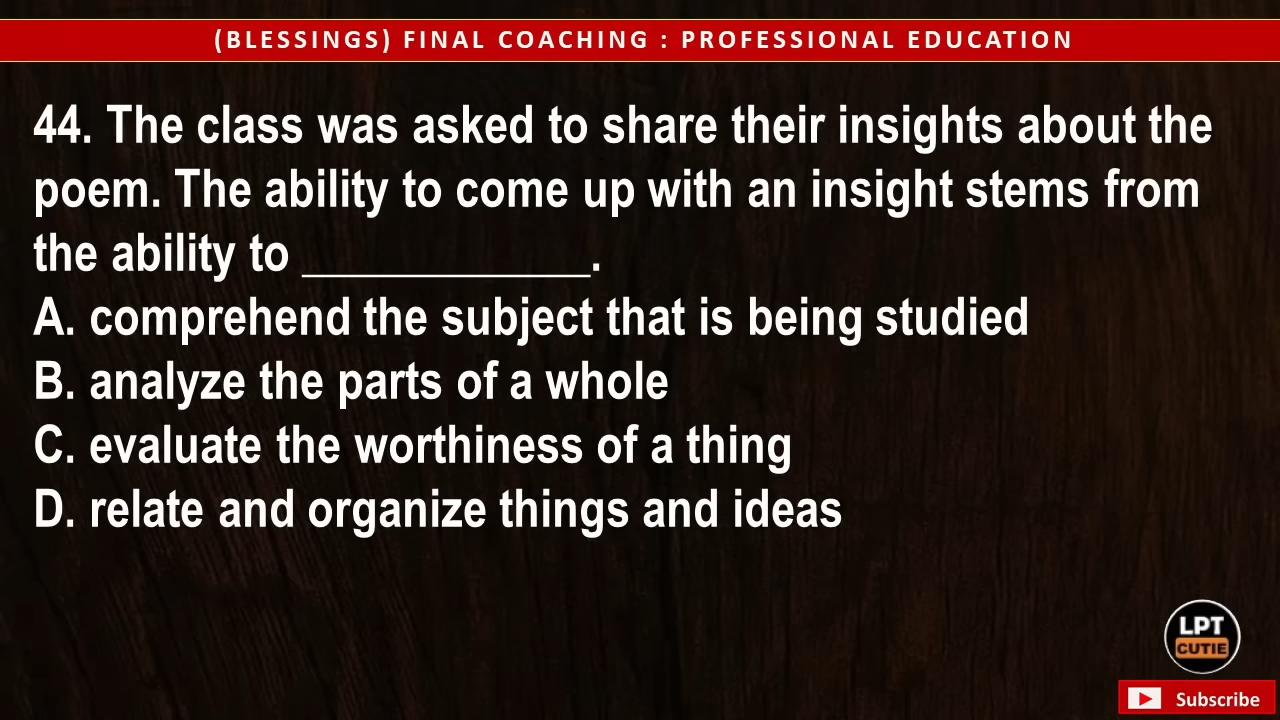 (BLESSINGS) FINAL COACHING : PROFESSIONAL EDUCATION
44. The class was asked to share their insights about the
poem. The ability to come up with an insight stems from
the ability to _____________.
A. comprehend the subject that is being studied
B. analyze the parts of a whole
C. evaluate the worthiness of a thing
D. relate and organize things and ideas
LPT
CUTIE
Subscribe